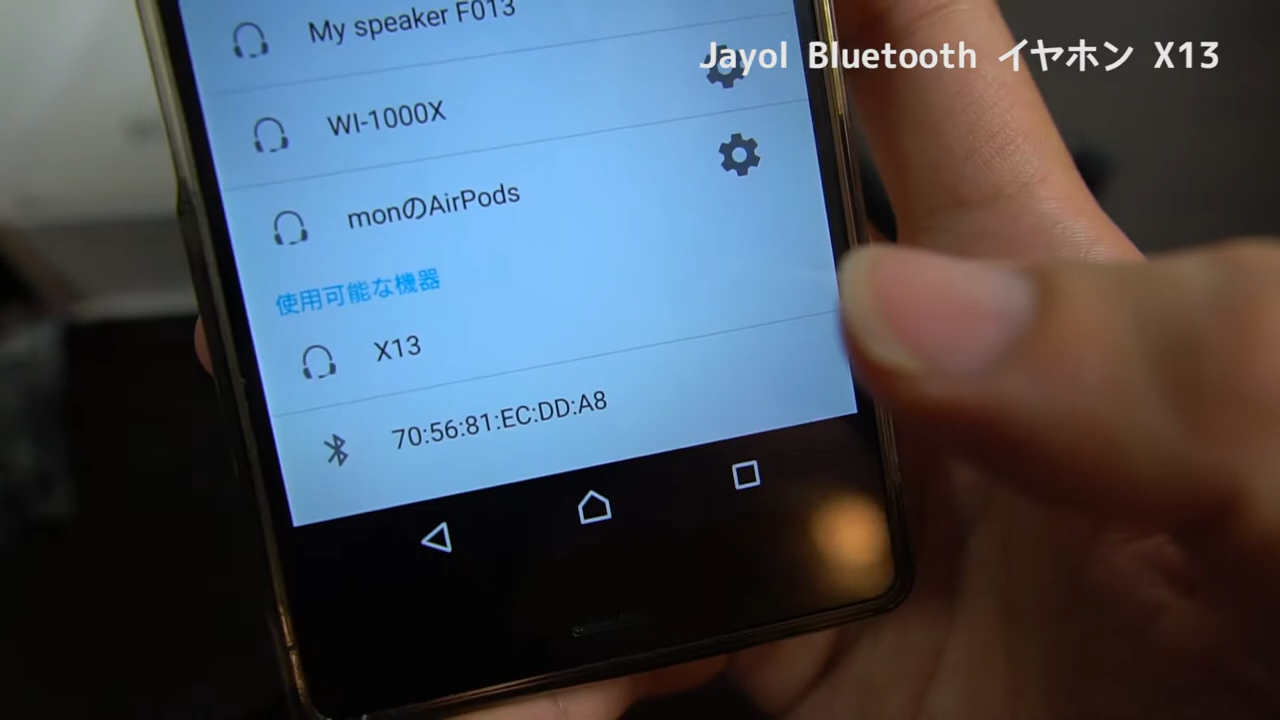 Jayol Bluetooth イヤホン X13
My speaker F013
WI-1000X
monのAirPods
使用可能な機器
X13
70:56:81:EC:DD:A8